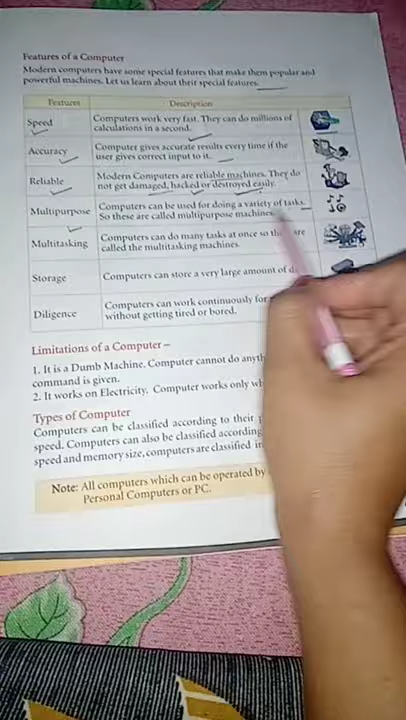 Features of a Computer
Modern computers have some special features that make them popular and
powerful machines. Let us learn about their special features.
Features Description
Speed Computers work very fast. They can do millions of
calculations in a second.
Accuracy Computer gives accurate results every time if the
user gives correct input to it.
Reliable Modern Computers are reliable machines. They do
not get damaged, hacked or destroyed easily.
Multipurpose Computers can be used for doing a variety of tasks.
So these are called multipurpose machines.
Multitasking Computers can do many tasks at once so are
called the multitasking machines.
Storage Computers can store a very large amount of
Diligence Computers can work continuously for
without getting tired or bored.
Limitations of a Computer –
1. It is a Dumb Machine. Computer cannot do
command is given.
2. It works on Electricity. Computer works only
Types of Computer
Computers can be classified according to their
speed. Computers can also be classified according
speed and memory size, computers are classified
Note: All computers which can be operated by
Personal Computers or PC.